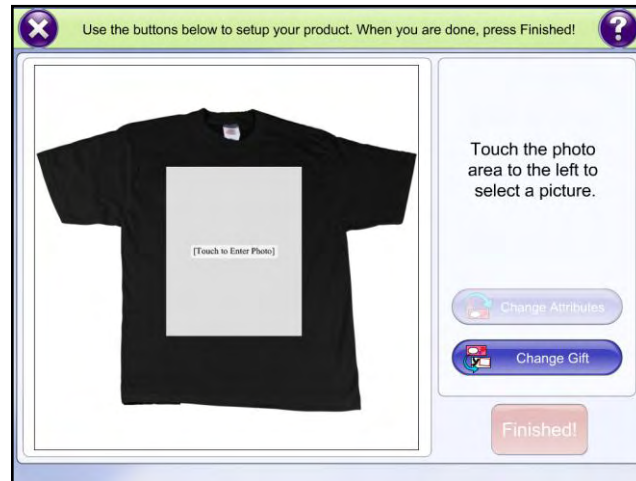 Use the buttons below to setup your product. When you are done, press Finished!
?
[Touch to Enter Photo]
Touch the photo
area to the left to
select a picture.
Change Attributes
Change Gift
Finished!